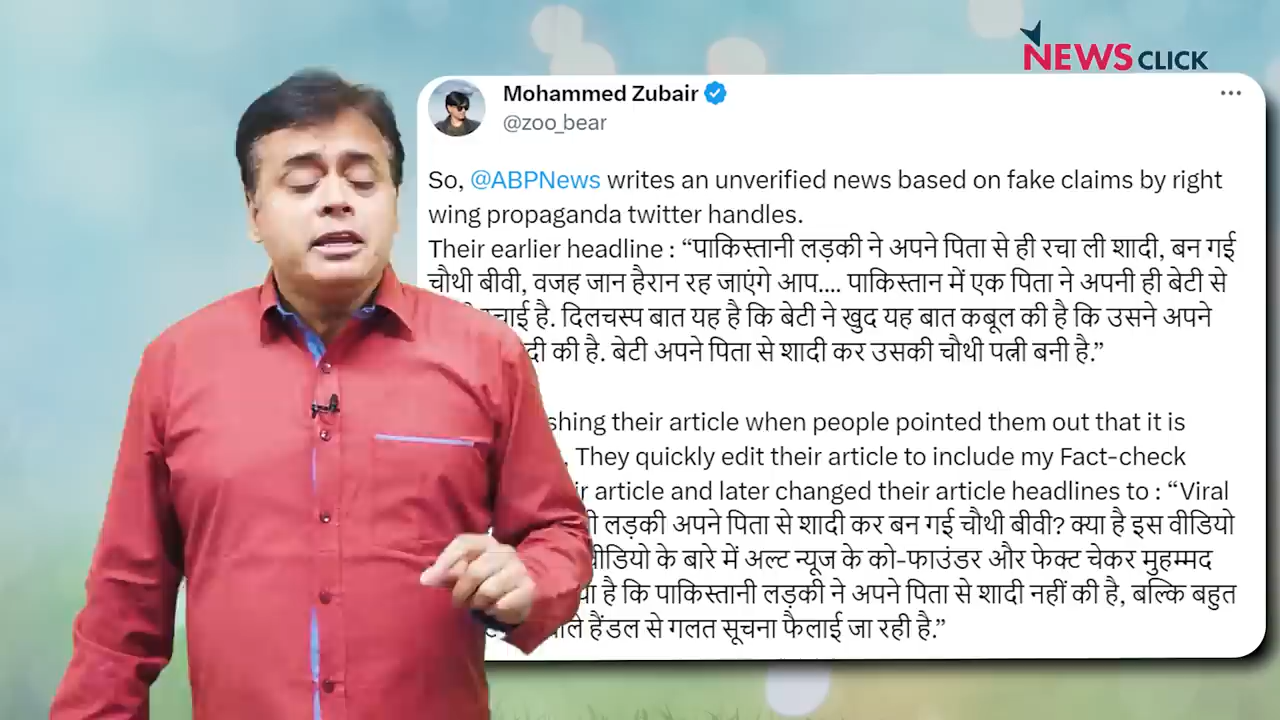 NEWS CLICK
Mohammed Zubair
@zoo_bear
So, @ABPNews writes an unverified news based on fake claims by right
wing propaganda twitter handles.
Their earlier headline : “पाकिस्तानी लड़की ने अपने पिता से ही रचा ली शादी, बन गई
चौथी बीवी, वजह जान हैरान रह जाएंगे आप.... पाकिस्तान में एक पिता ने अपनी ही बेटी से
है. दिलचस्प बात यह है कि बेटी ने खुद यह बात कबूल की है कि उसने अपने
की है. बेटी अपने पिता से शादी कर उसकी चौथी पत्नी बनी है.”
their article when people pointed them out that it is
They quickly edit their article to include my Fact-check
article and later changed their article headlines to : “Viral
लड़की अपने पिता से शादी कर बन गई चौथी बीवी? क्या है इस वीडियो
वीडियो के बारे में अल्ट न्यूज के को-फाउंडर और फेक्ट चेकर मुहम्मद
है कि पाकिस्तानी लड़की ने अपने पिता से शादी नहीं की है, बल्कि बहुत
हैंडल से गलत सूचना फैलाई जा रही है.”